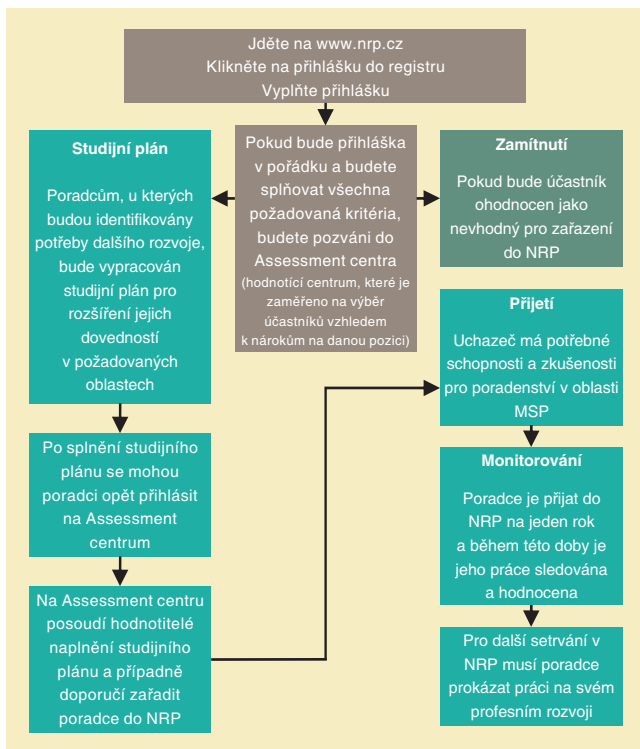 Jděte na www.nrp.cz
Klikněte na přihlášku do registru
Vyplňte přihlášku
Pokud bude přihláška
v pořádku a budete
splňovat všechna
požadovaná kritéria,
budete pozváni do
Assessment centra
(hodnotící centrum, které je
zaměřeno na výběr
účastníků vzhledem
k nárokům na danou pozici)
Studijní plán
Poradcům, u kterých
budou identifikovány
potřeby dalšího rozvoje,
bude vypracován
studijní plán pro
rozšíření jejich
dovedností
v požadovaných
oblastech
Po splnění studijního
plánu se mohou
poradci opět přihlásit
na Assessment
centrum
Na Assessment centru
posoudí hodnotitelé
naplnění studijního
plánu a případně
doporučí zařadit
poradce do NRP
Zamítnutí
Pokud bude účastník
ohodnocen jako
nevhodný pro zařazení
do NRP
Přijetí
Uchazeč má potřebné
schopnosti a zkušenosti
pro poradenství v oblasti
MSP
Monitorování
Poradce je přijat do
NRP na jeden rok
a během této doby je
jeho práce sledována
a hodnocena
Pro další setrvání v
NRP musí poradce
prokázat práci na svém
profesním rozvoji